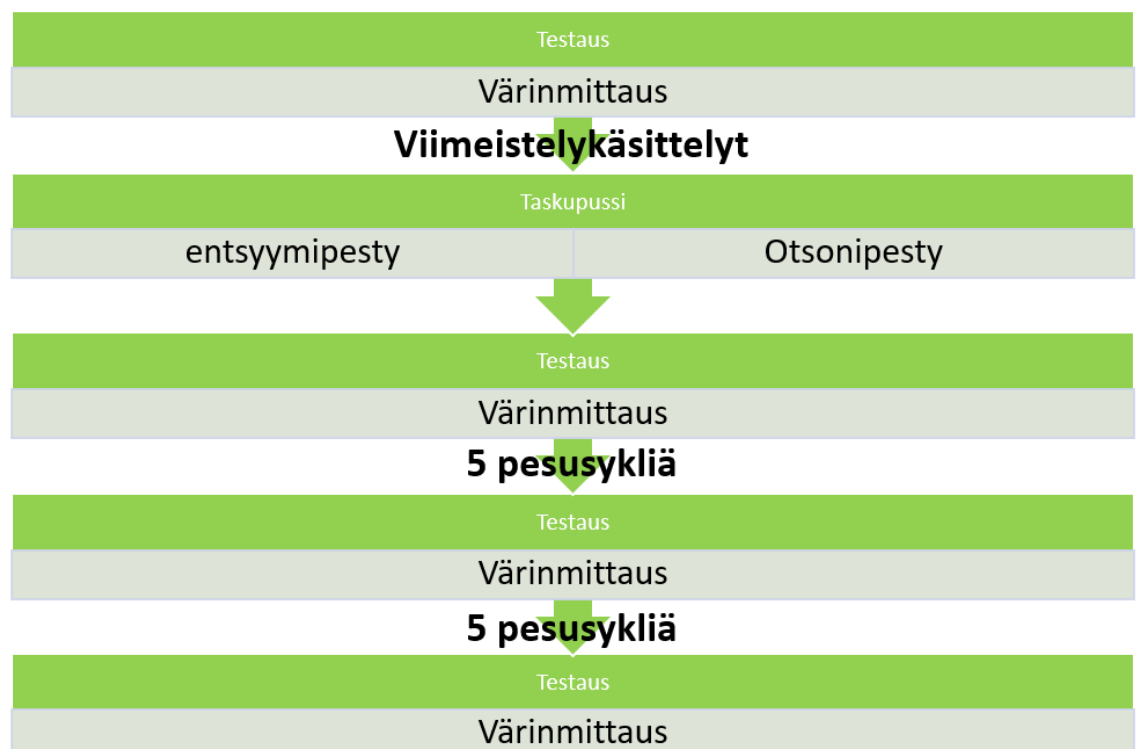 Testaus
Värinmittaus
Viimeistelykäsittelyt
Taskupussi
entsyymipesty
Otsonipesty
Testaus
Värinmittaus
5 pesusykliä
Testaus
Värinmittaus
5 pesusykliä
Testaus
Värinmittaus